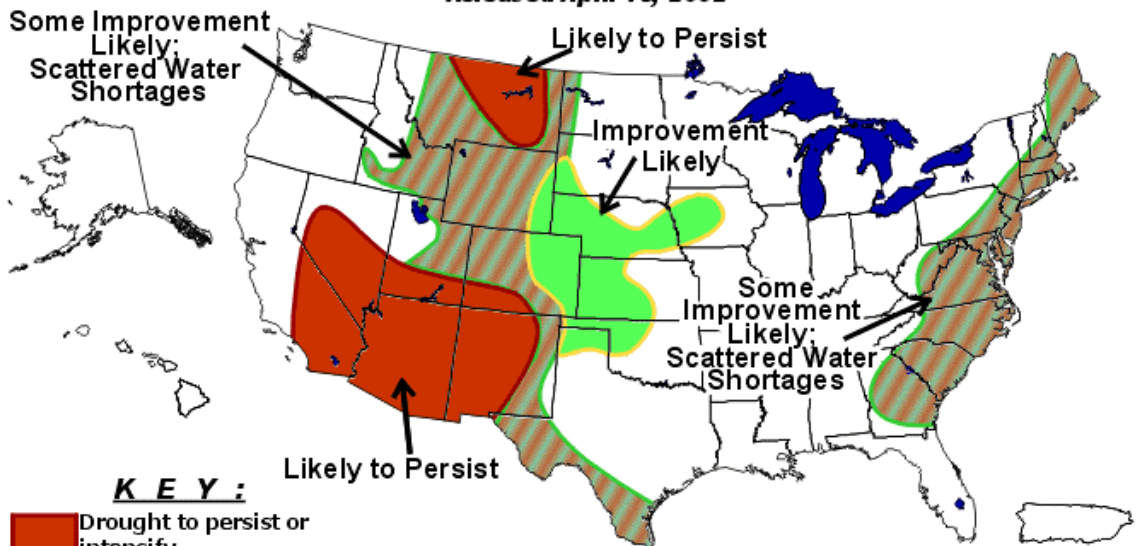 Some Improvement
Likely;
Scattered Water
Shortages
Likely to Persist
Improvement
Likely
Some
Improvement
Likely;
Scattered Water
Shortages
Likely to Persist
KEY:
Drought to persist or